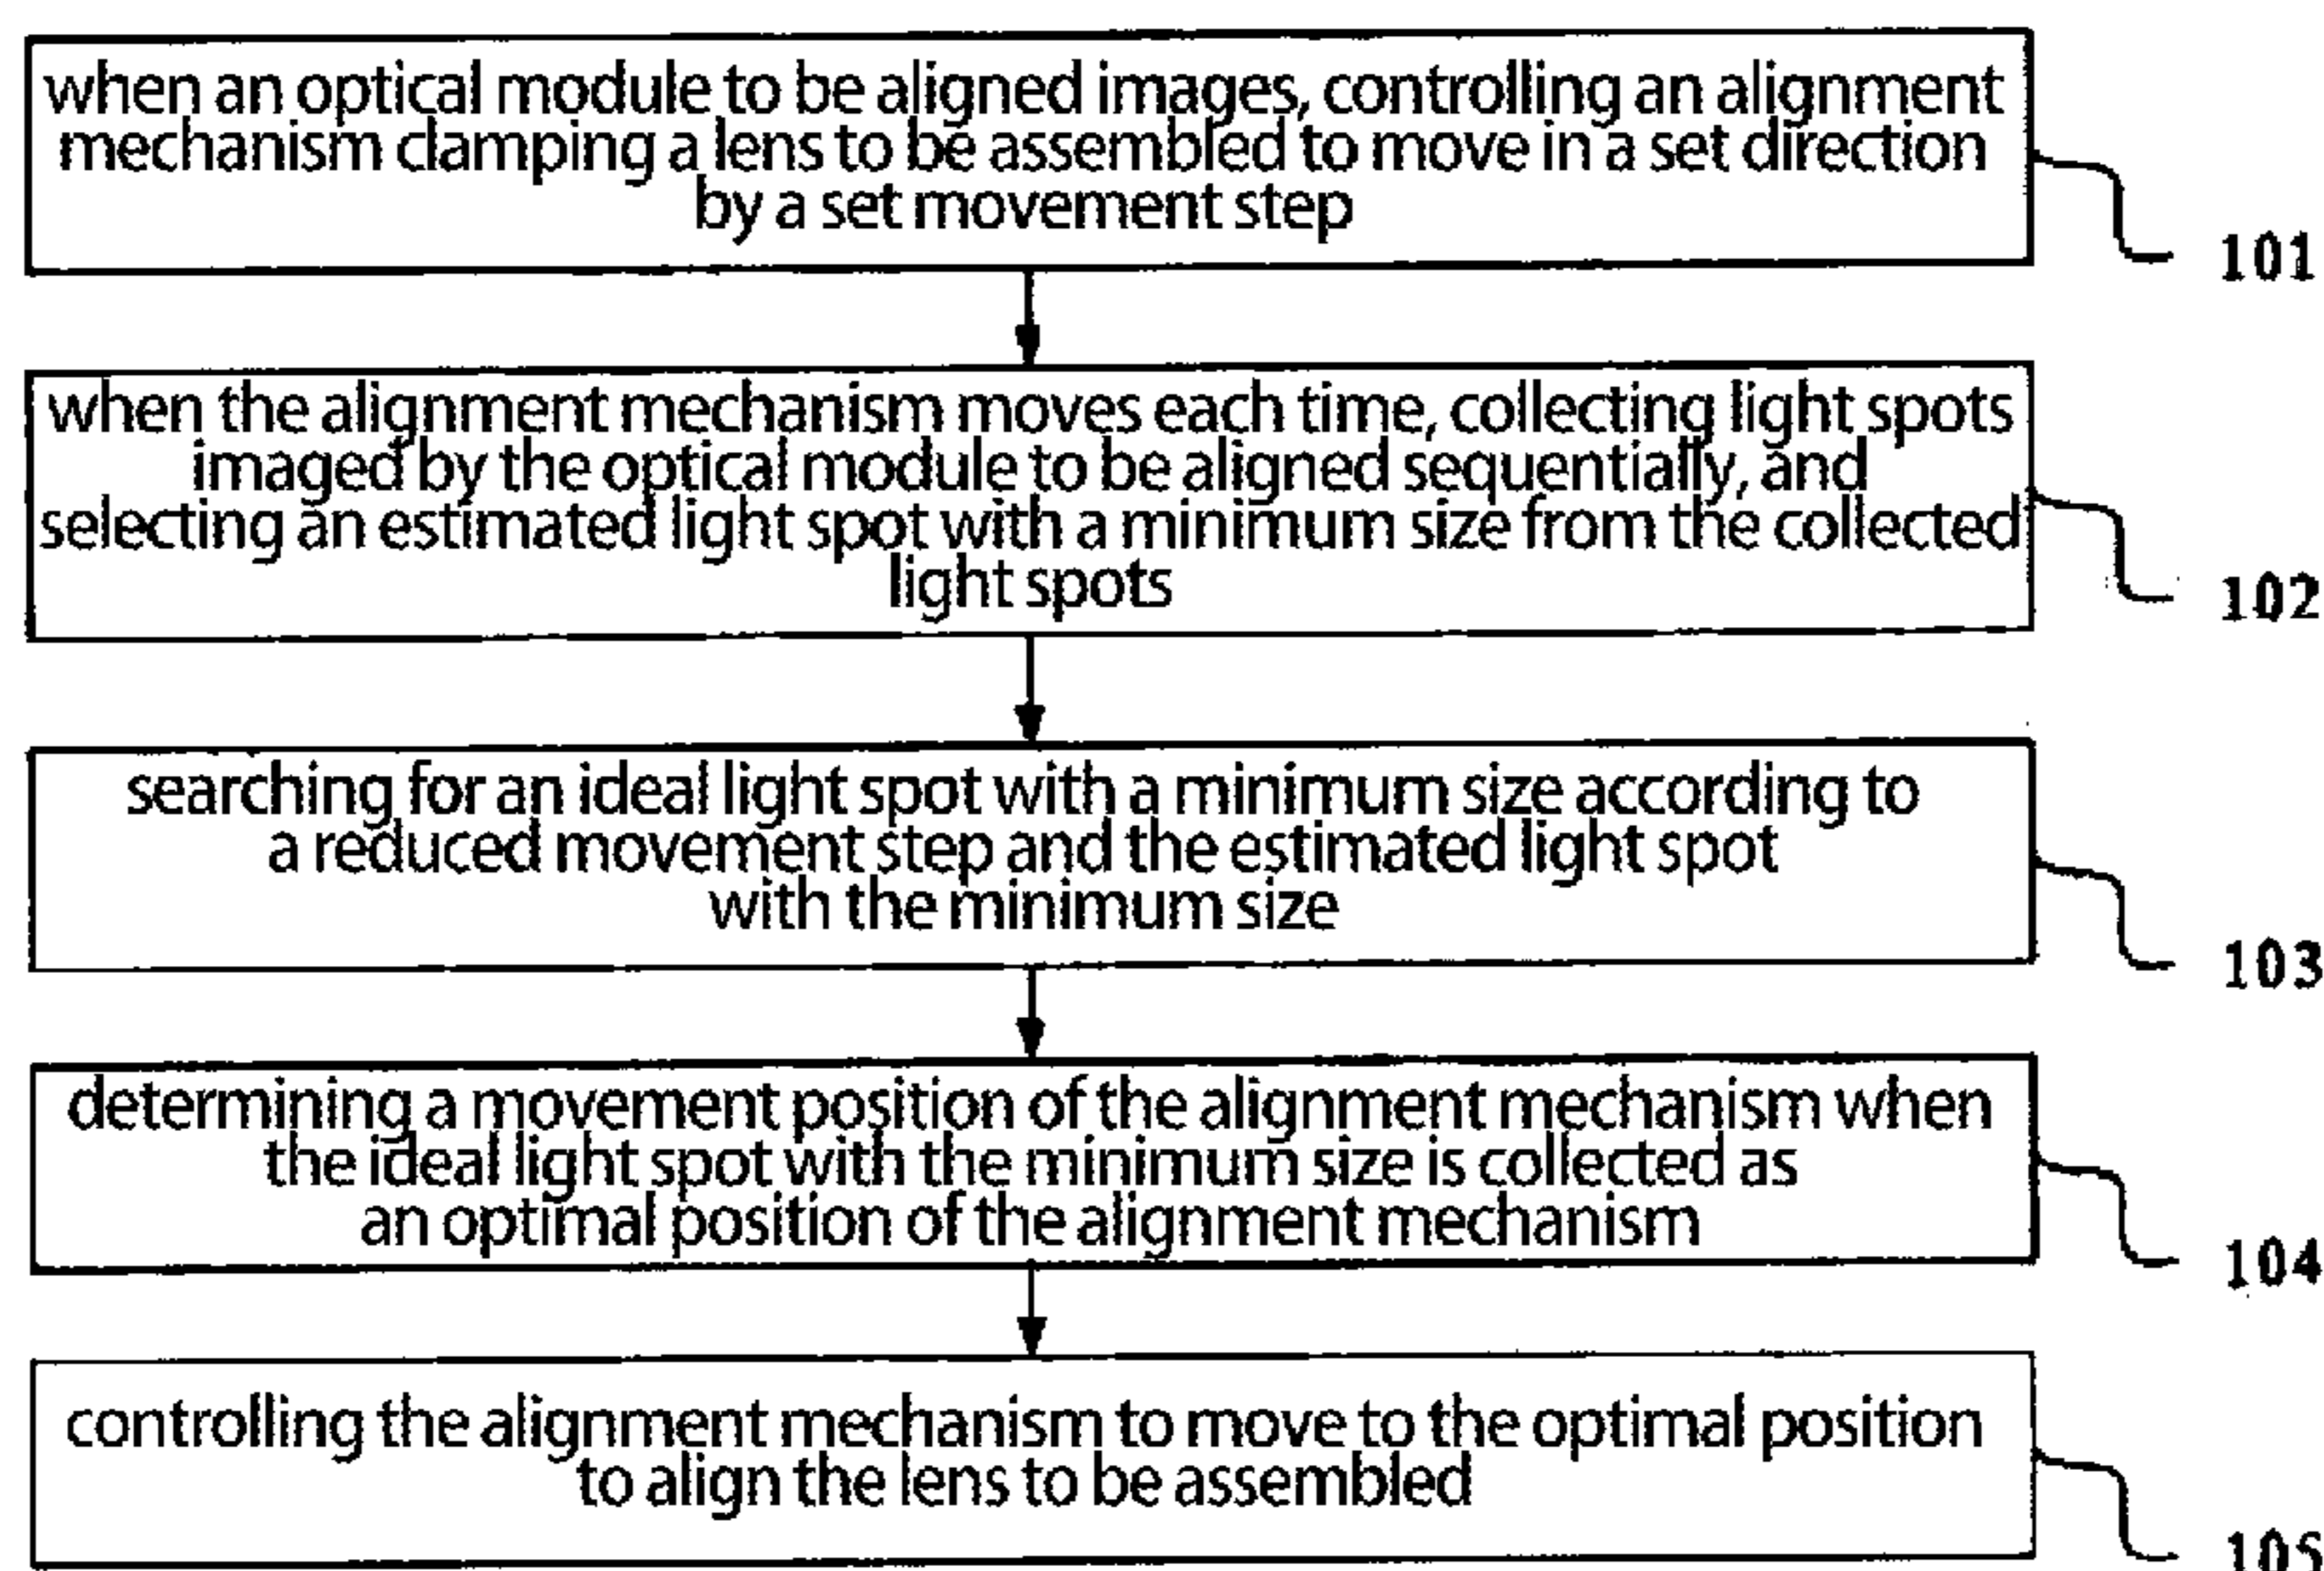 when an optical module to be aligned images, controlling an alignment
mechanism clamping a lens to be assembled to move in a set direction
by a set movement step
101
when the alignment mechanism moves each time, collecting light spots
imaged by the optical module to be aligned sequentially, and
selecting an estimated light spot with a minimum size from the collected
light spots
102
searching for an ideal light spot with a minimum size according to
a reduced movement step and the estimated light spot
with the minimum size
103
determining a movement position of the alignment mechanism when
the ideal light spot with the minimum size is collected as
an optimal position of the alignment mechanism
104
controlling the alignment mechanism to move to the optimal position
to align the lens to be assembled
105